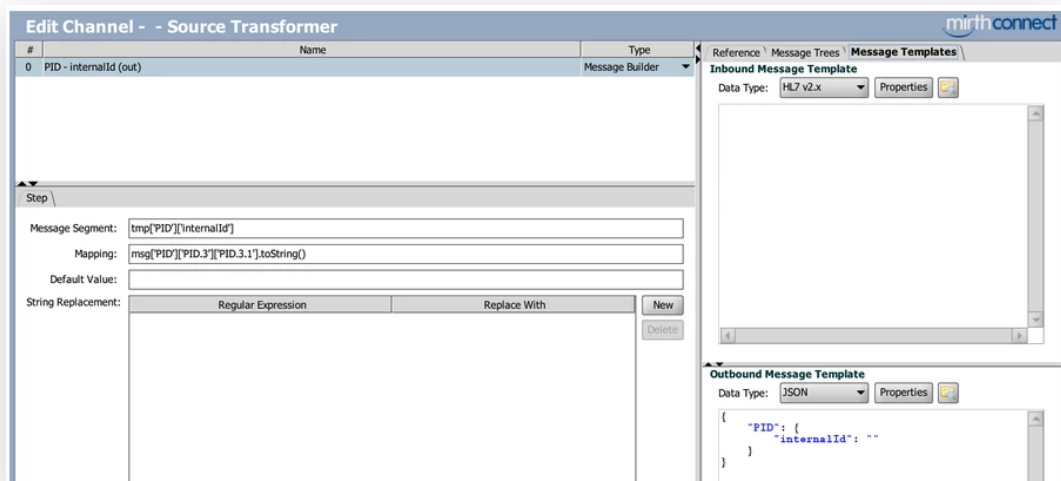 Edit Channel - - Source Transformer
mirthconnect
# Name Type
0 PID - internalId (out) Message Builder
Step
Message Segment: tmp['PID']['internalId']
Mapping: msg['PID']['PID.3']['PID.3.1'].toString()
Default Value:
String Replacement: Regular Expression Replace With New
Delete
Reference Message Trees Message Templates
Inbound Message Template
Data Type: HL7 v2.x Properties
Outbound Message Template
Data Type: JSON Properties
{
"PID": {
"internalId": ""
}
}